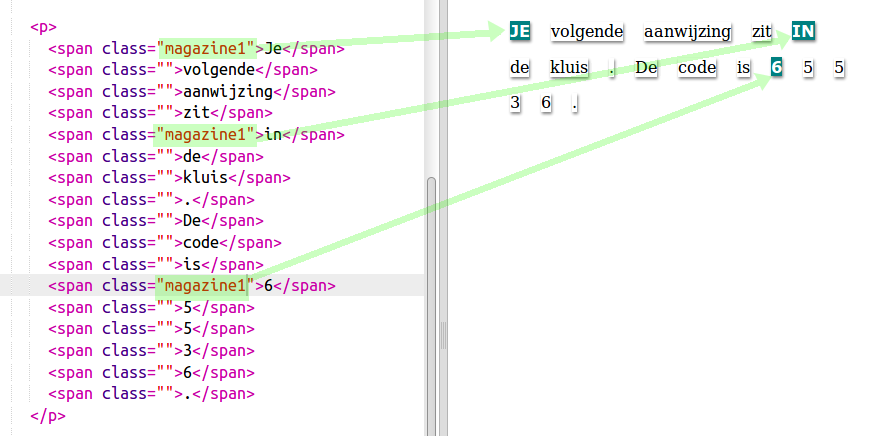 <p>
<span class="magazine1">Je</span>
<span class="">volgende</span>
<span class="">aanwijzing</span>
<span class="">zit</span>
<span class="magazine1">in</span>
<span class="">de</span>
<span class="">kluis</span>
<span class="">.</span>
<span class="">De</span>
<span class="">code</span>
<span class="">is</span>
<span class="magazine1">6</span>
<span class="">5</span>
<span class="">5</span>
<span class="">3</span>
<span class="">6</span>
<span class="">.</span>
</p>
JE volgende aanwijzing zit IN
de kluis . De code is 6 5 5
3 6 .